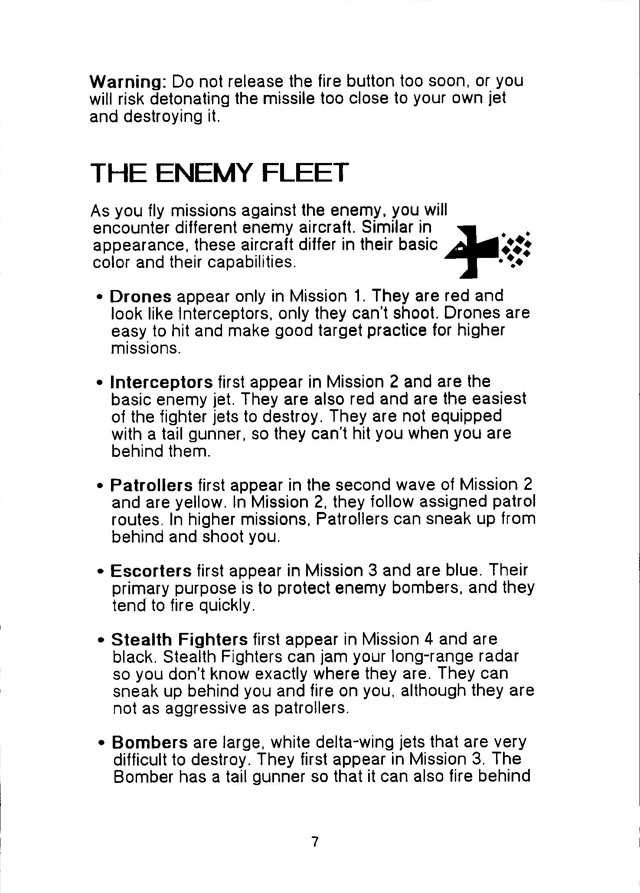 Warning: Do not release the fire button too soon, or you
will risk detonating the missile too close to your own jet
and destroying it.
THE ENEMY FLEET
As you fly missions against the enemy, you will
encounter different enemy aircraft. Similar in
appearance, these aircraft differ in their basic
color and their capabilities.
• Drones appear only in Mission 1. They are red and
look like Interceptors, only they can't shoot. Drones are
easy to hit and make good target practice for higher
missions.
• Interceptors first appear in Mission 2 and are the
basic enemy jet. They are also red and are the easiest
of the fighter jets to destroy. They are not equipped
with a tail gunner, so they can't hit you when you are
behind them.
• Patrollers first appear in the second wave of Mission 2
and are yellow. In Mission 2, they follow assigned patrol
routes. In higher missions, Patrollers can sneak up from
behind and shoot you.
• Escorters first appear in Mission 3 and are blue. Their
primary purpose is to protect enemy bombers, and they
tend to fire quickly.
• Stealth Fighters first appear in Mission 4 and are
black. Stealth Fighters can jam your long-range radar
so you don't know exactly where they are. They can
sneak up behind you and fire on you, although they are
not as aggressive as patrollers.
• Bombers are large, white delta-wing jets that are very
difficult to destroy. They first appear in Mission 3. The
Bomber has a tail gunner so that it can also fire behind
7